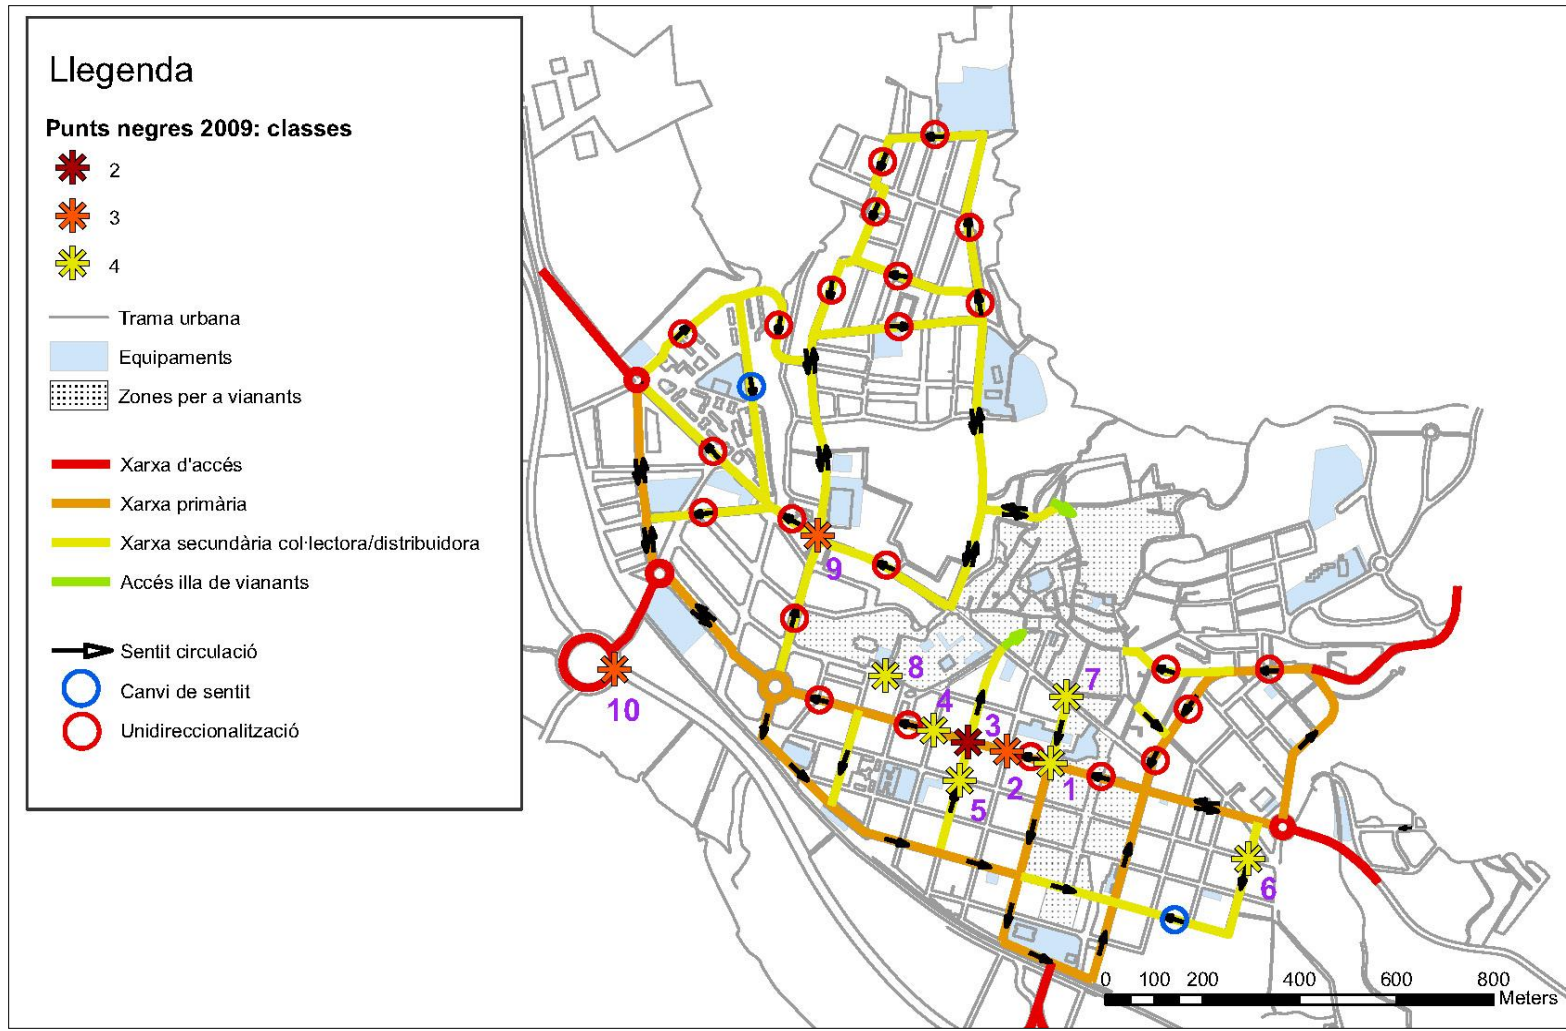 Llegenda
Punts negres 2009: classes
2
3
4
Trama urbana
Equipaments
Zones per a vianants
Xarxa d'accés
Xarxa primària
Xarxa secundària col·lectora/distribuidora
Accés illa de vianants
Sentit circulació
Canvi de sentit
Unidireccionalització
9
8
7
10
4
3
2
1
5
6
0 100 200 400 600 800
Meters